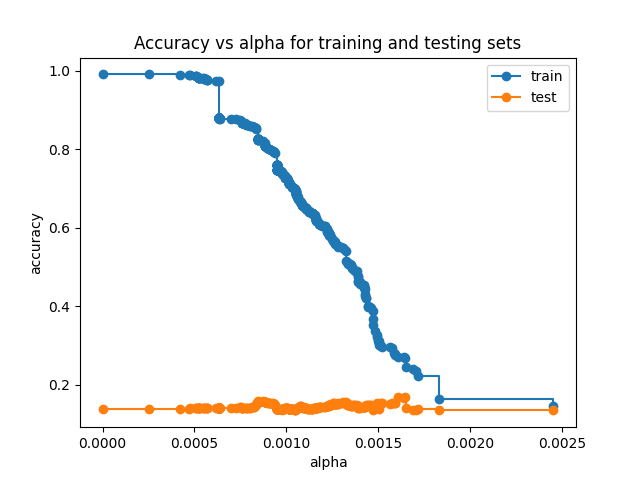 Accuracy vs alpha for training and testing sets
train
test
accuracy
1.0
0.8
0.6
0.4
0.2
0.0000
0.0005
0.0010
0.0015
0.0020
0.0025
alpha